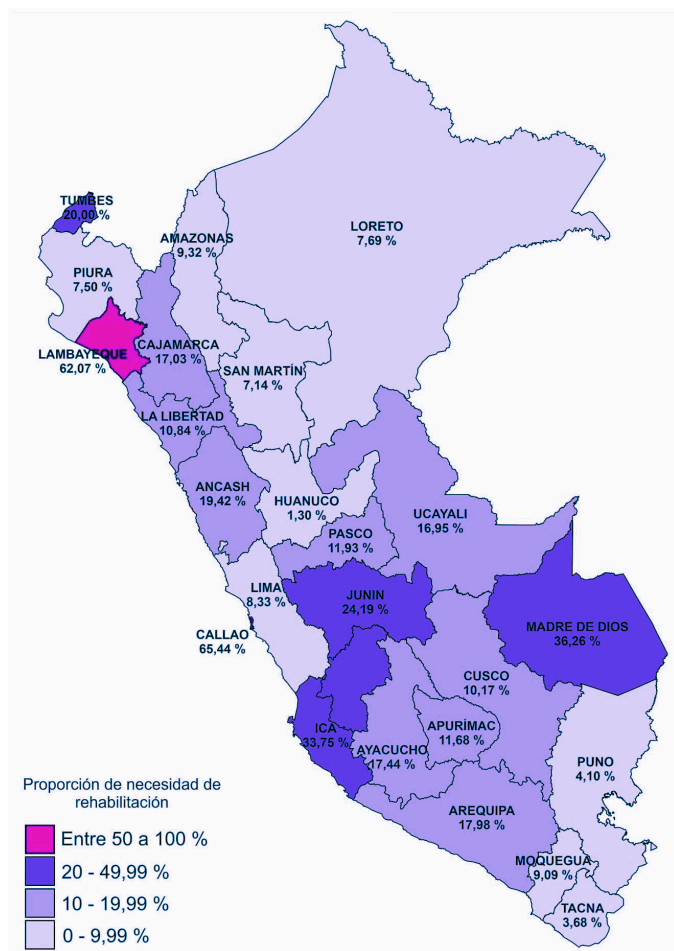 TUMBES
20,00 %
LORETO
7,69 %
AMAZONAS
9,32 %
PIURA
7,50 %
LAMBAYEQUE
62,07 %
CAJAMARCA
17,03 %
SAN MARTÍN
7,14 %
LA LIBERTAD
10,84 %
ANCASH
19,42 %
HUANUCO
1,30 %
UCAYALI
16,95 %
PASCO
11,93 %
LIMA
8,33 %
JUNIN
24,19 %
CALLAO
65,44 %
MADRE DE DIOS
36,26 %
CUSCO
10,17 %
ICA
33,75 %
APURÍMAC
11,68 %
AYACUCHO
17,44 %
PUNO
4,10 %
AREQUIPA
17,98 %
MOQUEGUA
9,09 %
TACNA
3,68 %
Proporción de necesidad de
rehabilitación
Entre 50 a 100 %
20 - 49,99 %
10 - 19,99 %
0 - 9,99 %